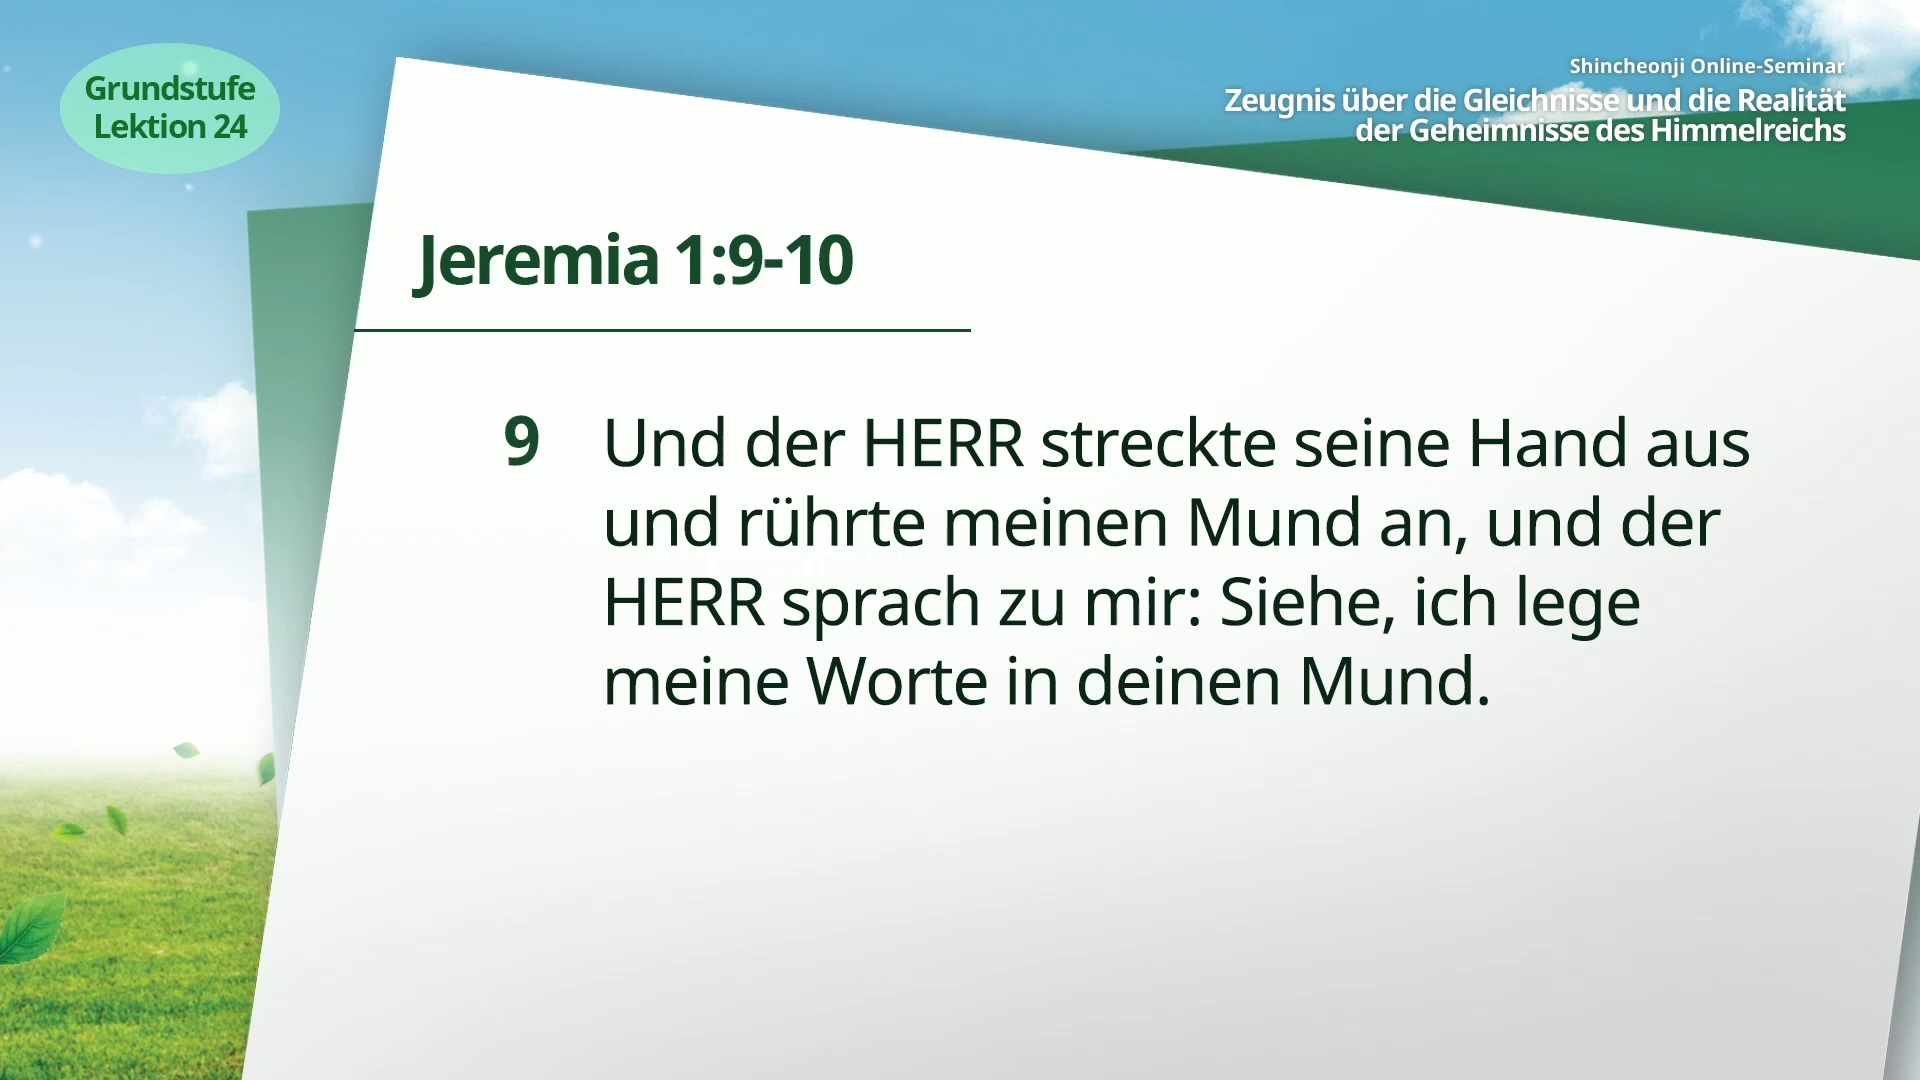 Grundstufe
Lektion 24
Shincheonji Online-Seminar
Zeugnis über die Gleichnisse und die Realität
der Geheimnisse des Himmelreichs
Jeremia 1:9-10
9 Und der HERR streckte seine Hand aus
und rührte meinen Mund an, und der
HERR sprach zu mir: Siehe, ich lege
meine Worte in deinen Mund.